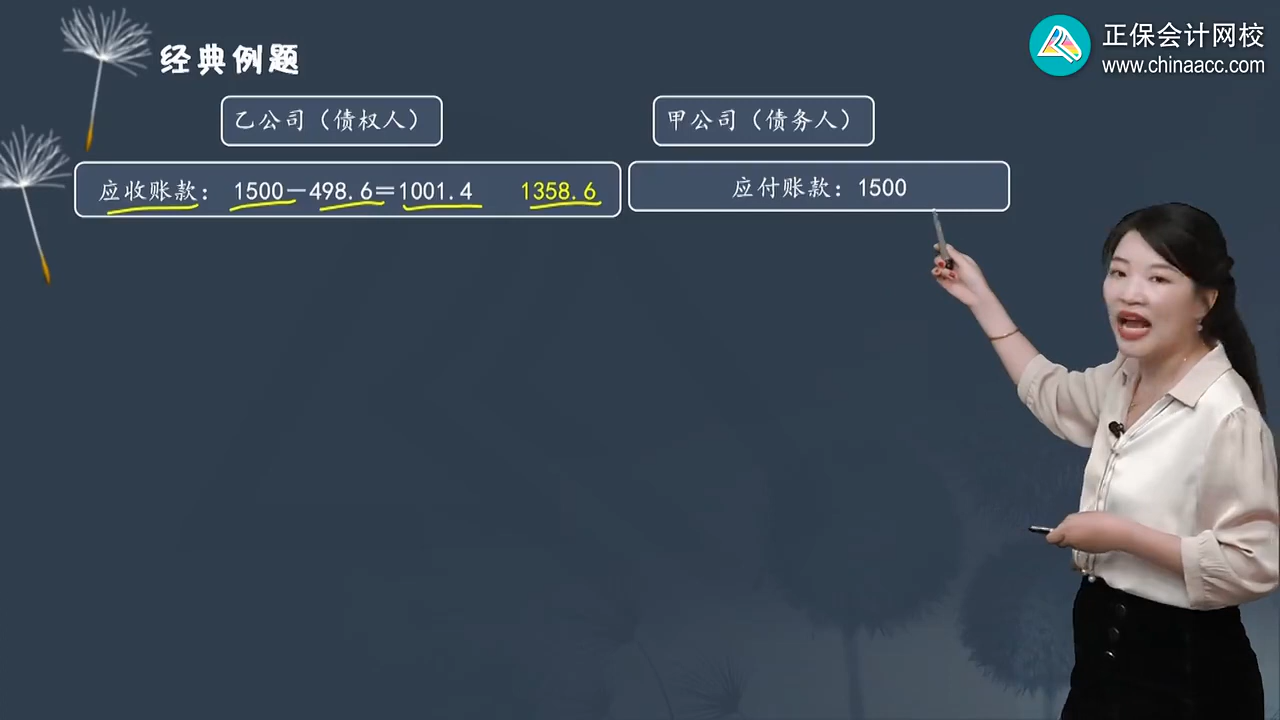 经典例题
正保会计网校
www.chinaacc.com
乙公司（债权人）
甲公司（债务人）
应收账款：1500－498.6＝1001.4 1358.6
应付账款：1500